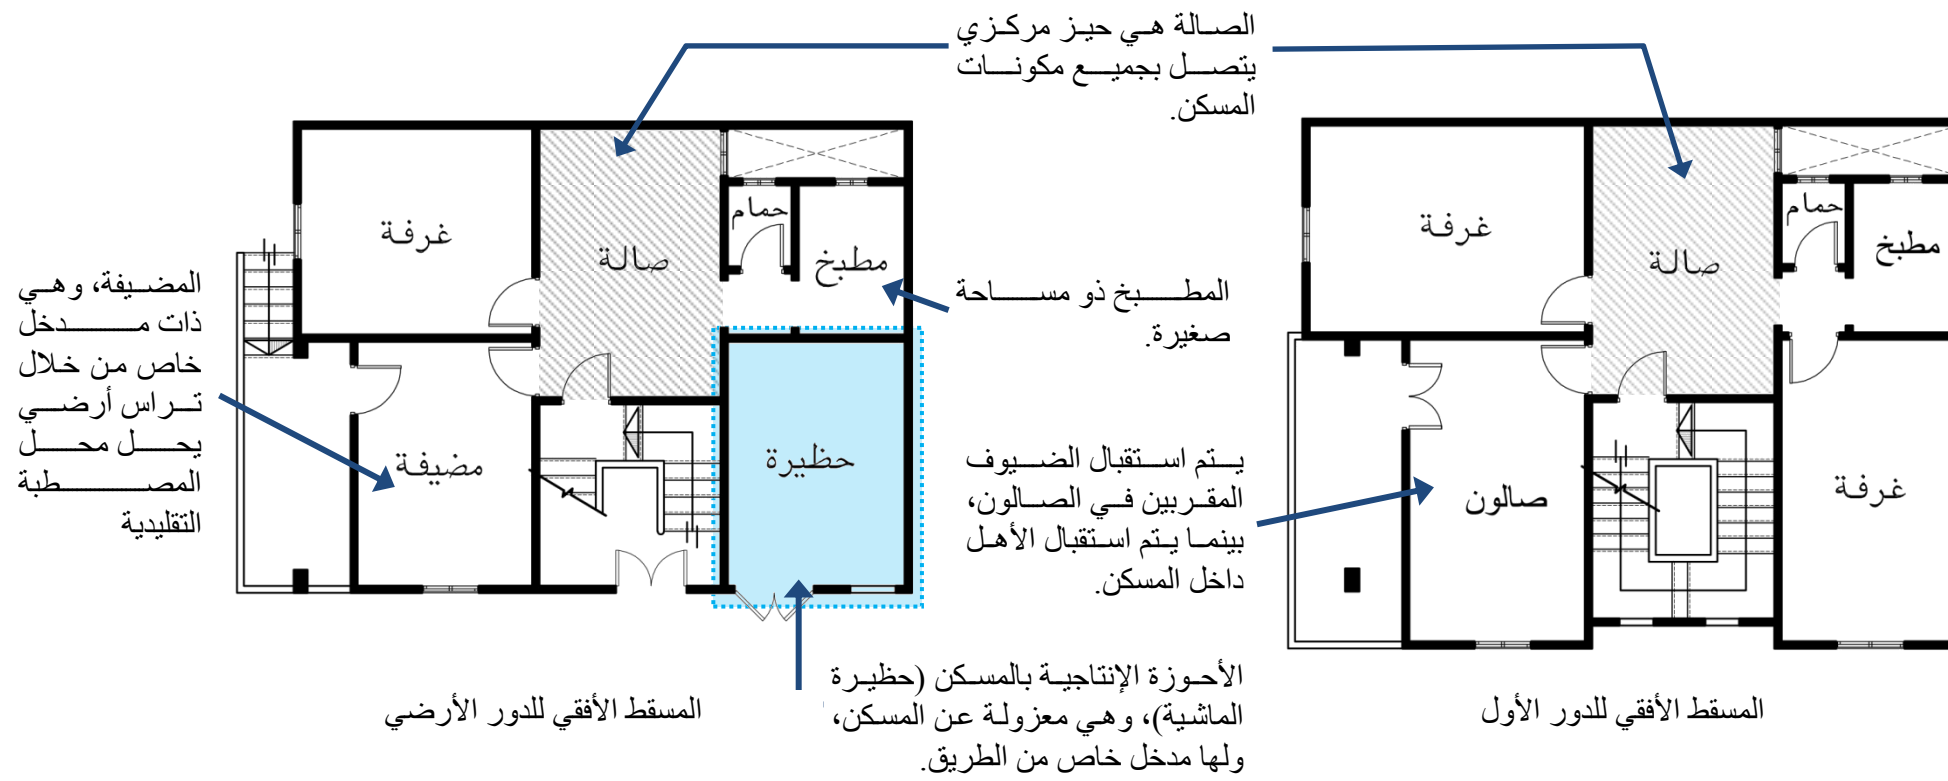 الصالة هي حيز مركزي
يتصل بجميع مكونات
المسكن.
غرفة
صالة
حمام
مطبخ
المضيفة، وهي
ذات مدخل
خاص من خلال
تراس أرضي
يحل محل
المصطبة
التقليدية
مضيفة
حظيرة
المطبخ ذو مساحة
صغيرة.
غرفة
صالة
حمام
مطبخ
يتم استقبال الضيوف
المقربين في الصالون،
بينما يتم استقبال الأهل
داخل المسكن.
صالون
غرفة
الأحوزة الإنتاجية بالمسكن (حظيرة
الماشية)، وهي معزولة عن المسكن،
ولها مدخل خاص من الطريق.
المسقط الأفقي للدور الأرضي
المسقط الأفقي للدور الأول